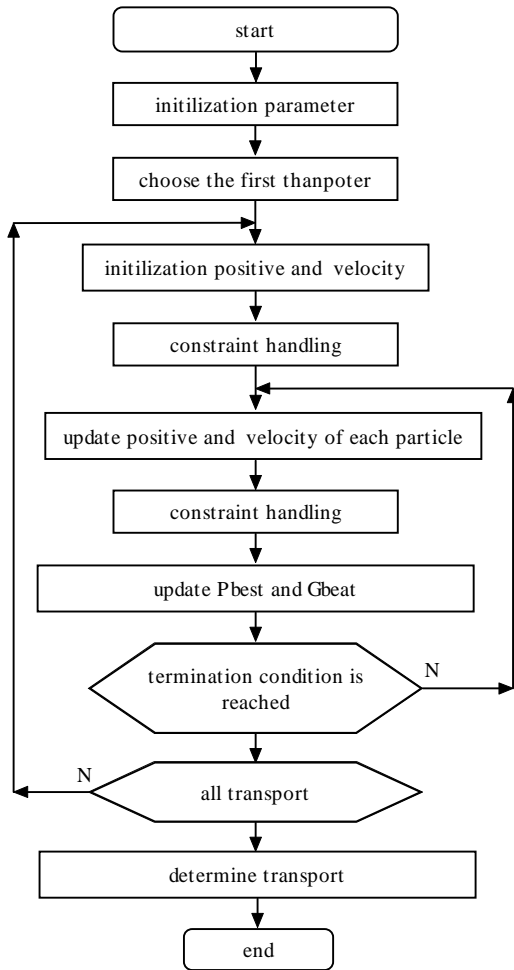 start
initilization parameter
choose the first thanpoter
initilization positive and velocity
constraint handling
update positive and velocity of each particle
constraint handling
update Pbest and Gbeat
termination condition is
reached
N
N
all transport
determine transport
end